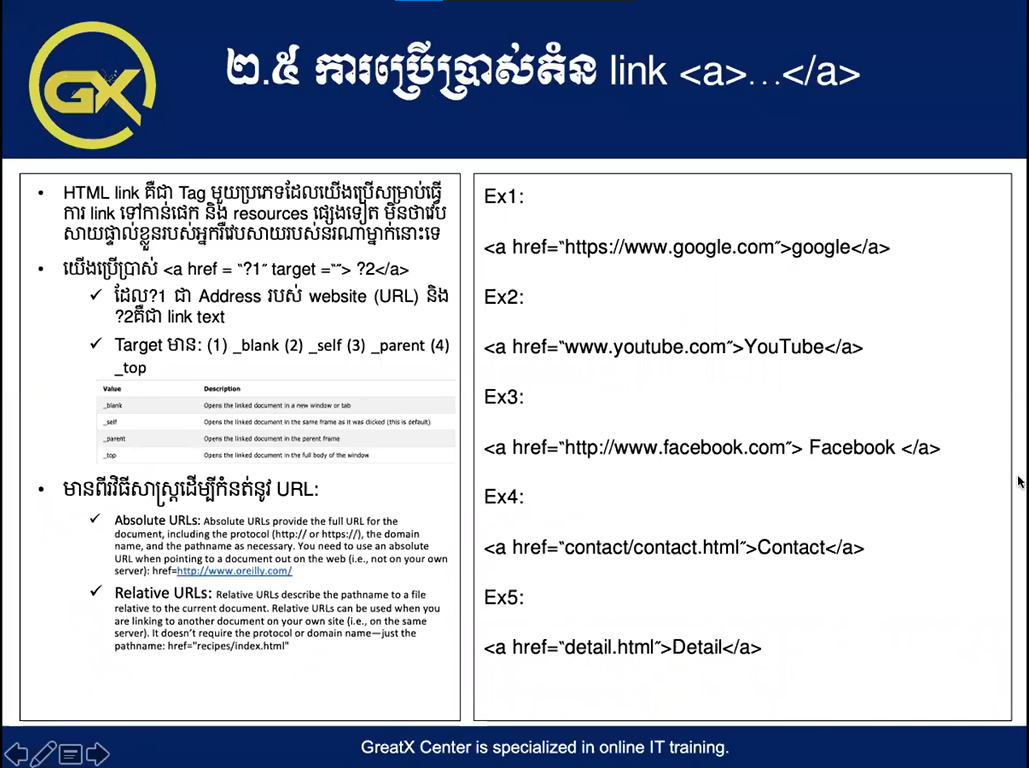 GX
២.៥ ការប្រើប្រាស់តំន link <a>…</a>
• HTML link គឺជា Tag មួយប្រភេទដែលយើងប្រើសម្រាប់ធ្វើ
ការ link ទៅកាន់ផេក និង resources ផ្សេងទៀត មិនថាវេប
សាយផ្ទាល់ខ្លួនរបស់អ្នករឺវេបសាយរបស់នរណាម្នាក់នោះទេ
• យើងប្រើប្រាស់ <a href = “?1” target =“”> ?2</a>
✓ ដែល?1 ជា Address របស់ website (URL) និង
?2គឺជា link text
✓ Target មាន: (1) _blank (2) _self (3) _parent (4)
_top
Value Description
_blank Opens the linked document in a new window or tab
_self Opens the linked document in the same frame as it was clicked (this is default)
_parent Opens the linked document in the parent frame
_top Opens the linked document in the full body of the window
• មានពីរវិធីសាស្ត្រដើម្បីកំនត់នូវ URL:
✓ Absolute URLs: Absolute URLs provide the full URL for the
document, including the protocol (http:// or https://), the domain
name, and the pathname as necessary. You need to use an absolute
URL when pointing to a document out on the web (i.e., not on your own
server): href=http://www.oreilly.com/
✓ Relative URLs: Relative URLs describe the pathname to a file
relative to the current document. Relative URLs can be used when you
are linking to another document on your own site (i.e., on the same
server). It doesn’t require the protocol or domain name—just the
pathname: href="recipes/index.html"
Ex1:
<a href=“https://www.google.com”>google</a>
Ex2:
<a href=“www.youtube.com”>YouTube</a>
Ex3:
<a href=“http://www.facebook.com”> Facebook </a>
Ex4:
<a href=“contact/contact.html”>Contact</a>
Ex5:
<a href=“detail.html”>Detail</a>
GreatX Center is specialized in online IT training.